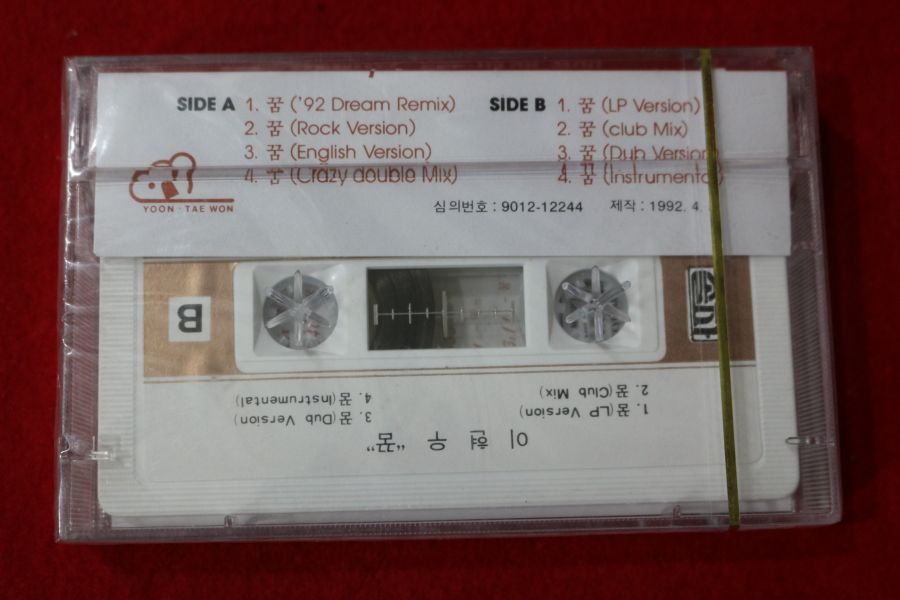 SIDE A
1. 꿈 ('92 Dream Remix)
2. 꿈 (Rock Version)
3. 꿈 (English Version)
4. 꿈 (Crazy double Mix)
SIDE B
1. 꿈 (LP Version)
2. 꿈 (club Mix)
3. 꿈 (Dub Version)
4. 꿈 (Instrumental)
YOON · TAE WON
심의번호 : 9012-12244 제작 : 1992. 4.
B
이 현 우 “꿈”
1. 꿈(LP Version)
2. 꿈(Club Mix)
3. 꿈(Dub Version)
4. 꿈(Instrumental)